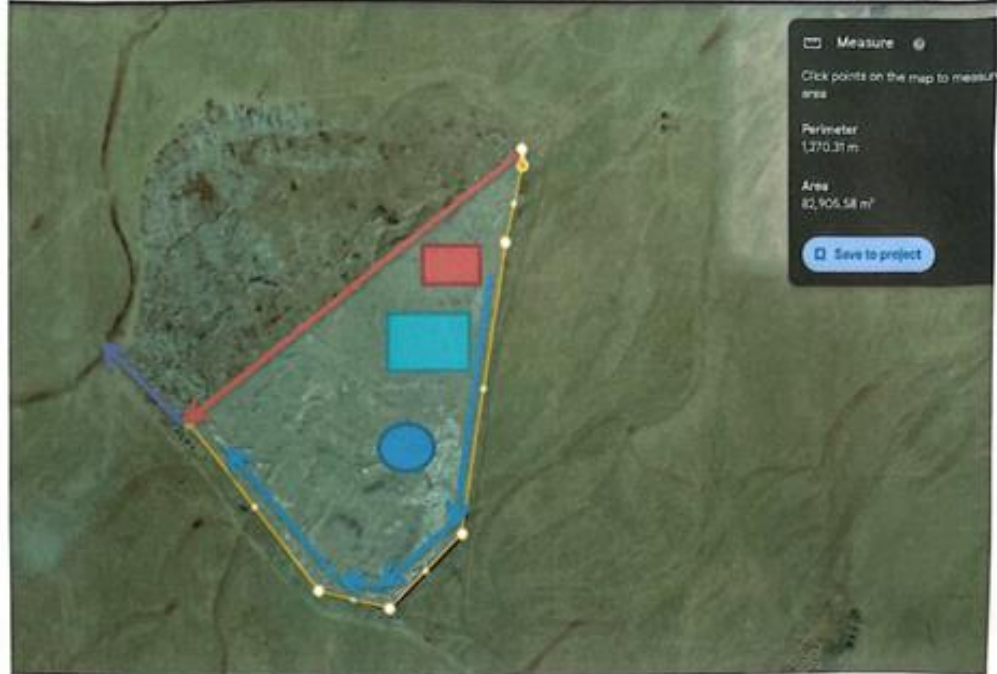 Measure
Click points on the map to measur
area
Perimeter
1,270.31 m
Area
82,905.58 m²
Save to project